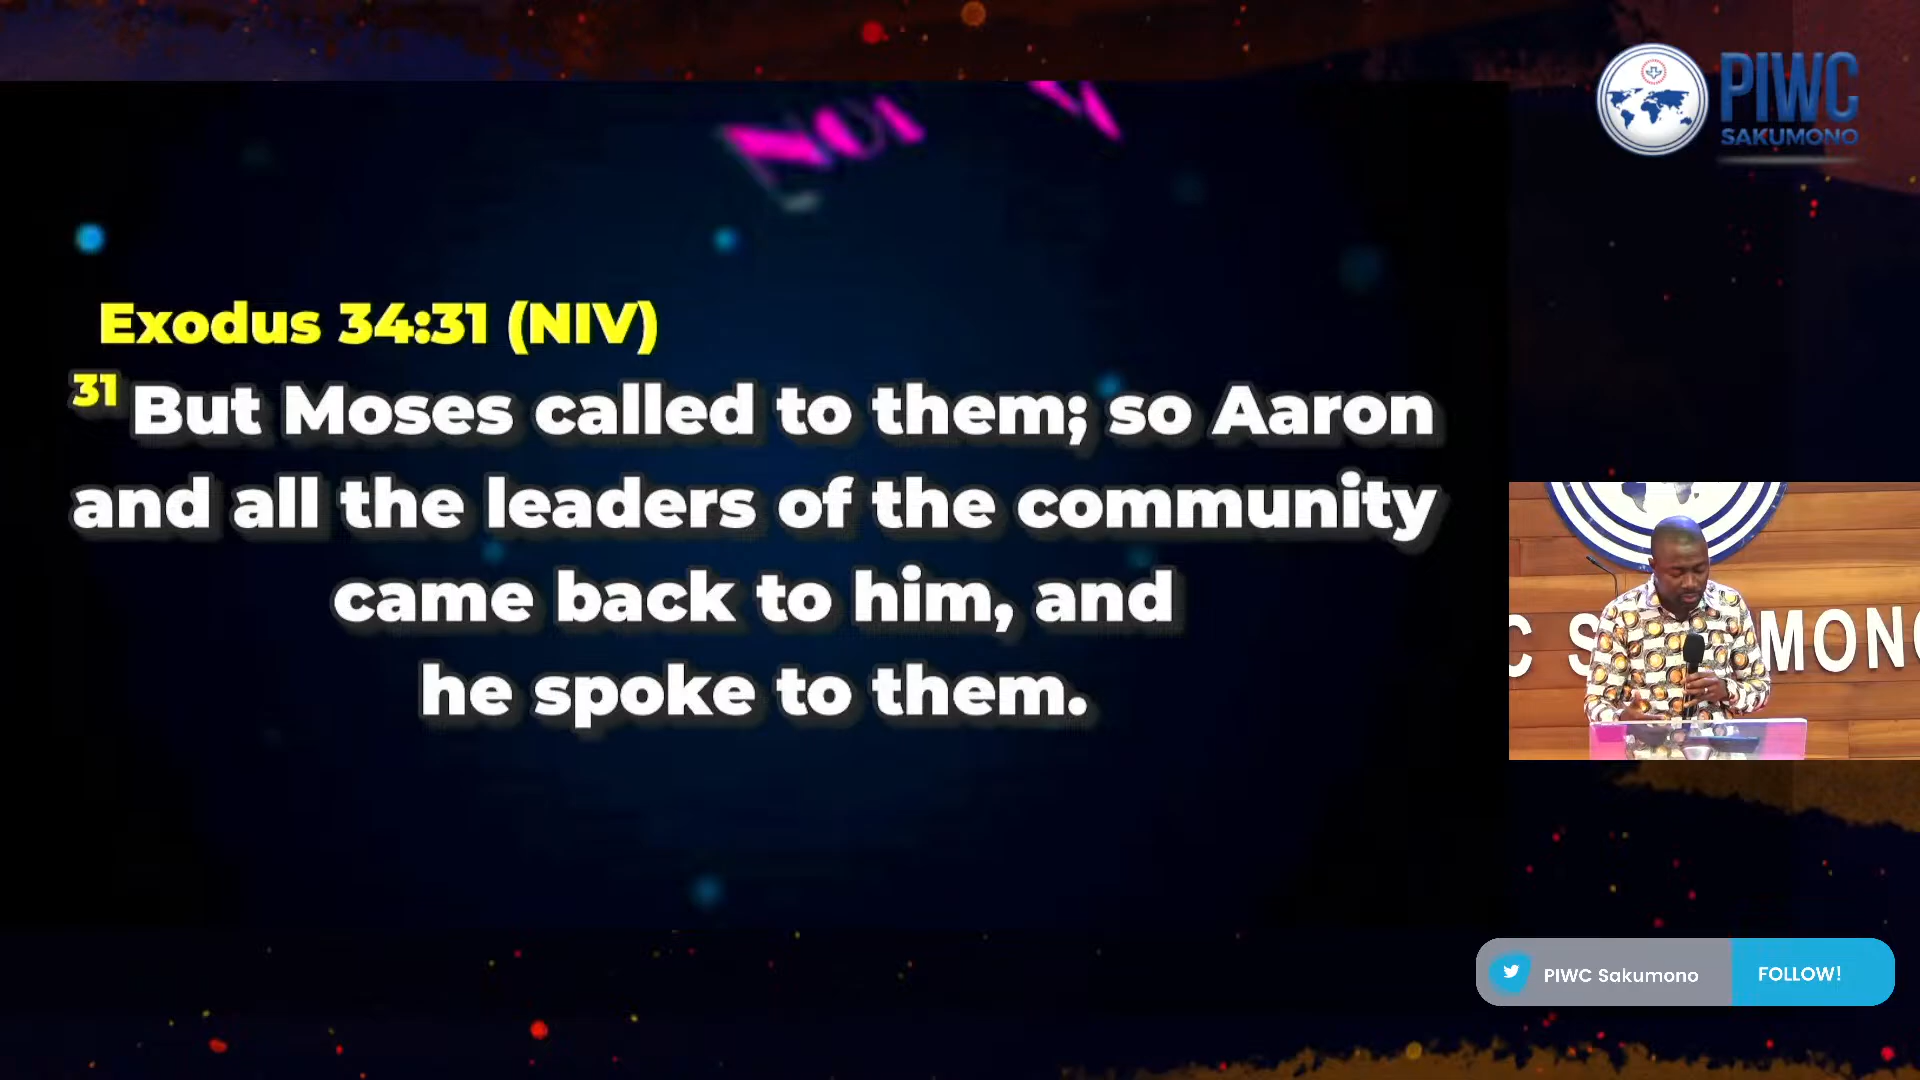 PIWC
SAKUMONO
Exodus 34:31 (NIV)
31 But Moses called to them; so Aaron
and all the leaders of the community
came back to him, and
he spoke to them.
C S MONO
PIWC Sakumono
FOLLOW!